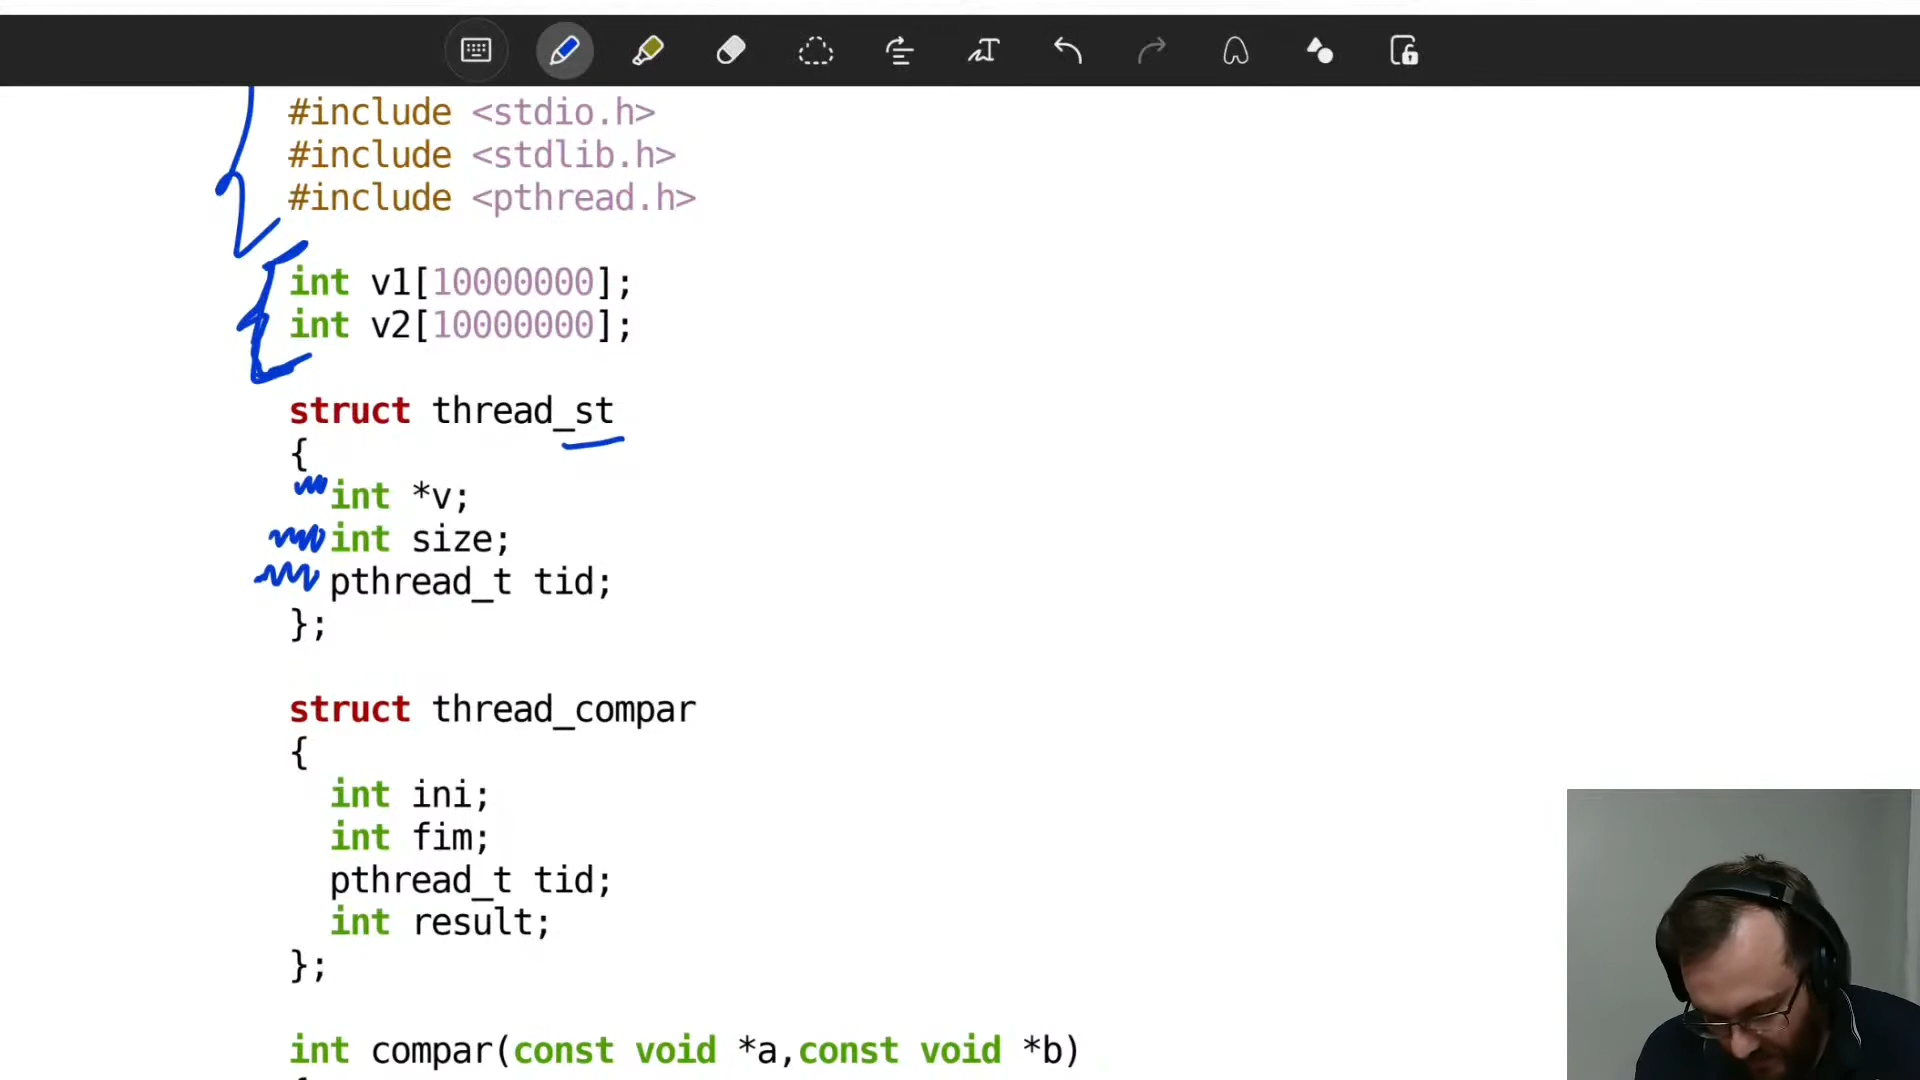 #include <stdio.h>
#include <stdlib.h>
#include <pthread.h>
int v1[10000000];
int v2[10000000];
struct thread_st
{
int *v;
int size;
pthread_t tid;
};
struct thread_compar
{
int ini;
int fim;
pthread_t tid;
int result;
};
int compar(const void *a,const void *b)